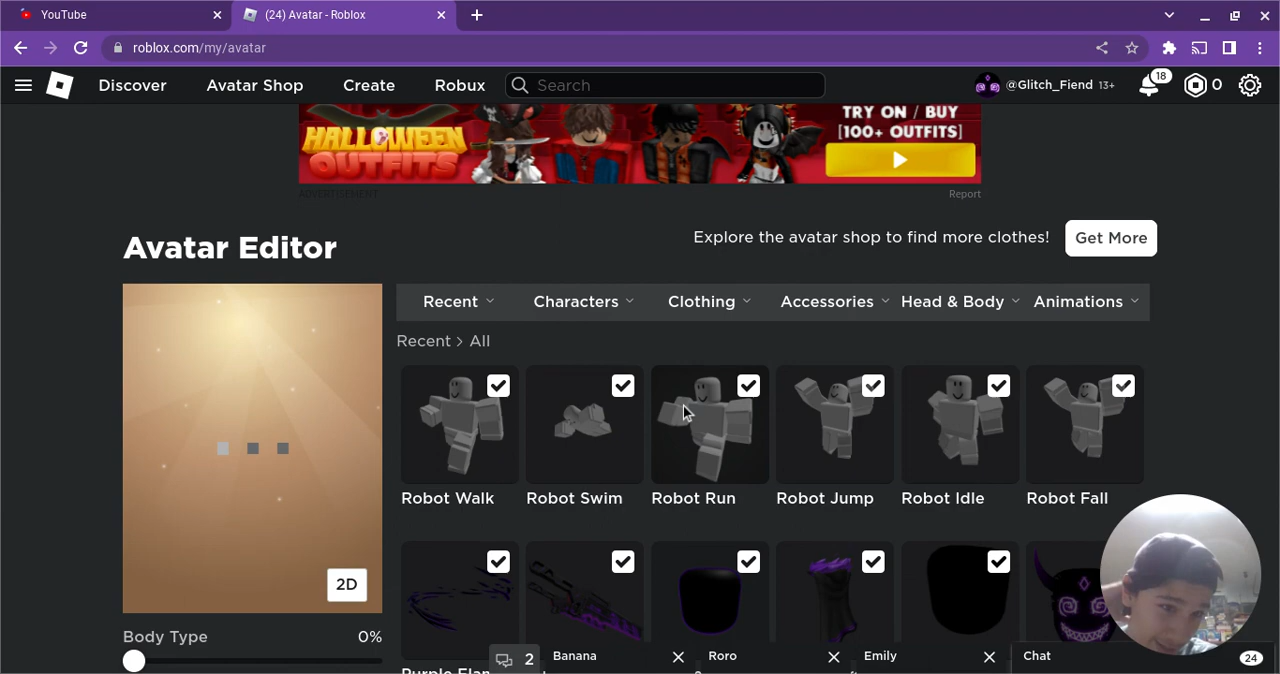 YouTube
(24) Avatar - Roblox
roblox.com/my/avatar
Discover
Avatar Shop
Create
Robux
Search
@Glitch_Fiend 13+
18
0
HALLOWEEN
OUTFITS
TRY ON / BUY
[100+ OUTFITS]
ADVERTISEMENT
Report
Avatar Editor
Explore the avatar shop to find more clothes!
Get More
Recent
Characters
Clothing
Accessories
Head & Body
Animations
Recent > All
Robot Walk
Robot Swim
Robot Run
Robot Jump
Robot Idle
Robot Fall
2D
Body Type
0%
2
Banana
Roro
Emily
Chat
24